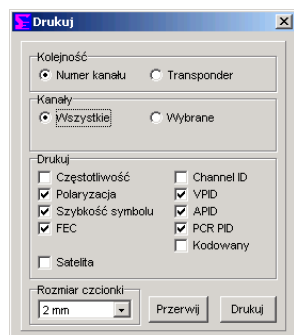 Drukuj
Kolejność
Numer kanału Transponder
Kanały
Wszystkie Wybrane
Drukuj
Częstotliwość Channel ID
Polaryzacja VPID
Szybkość symbolu APID
FEC PCR PID
Kodowany
Satelita
Rozmiar czcionki
2 mm Przerwij Drukuj